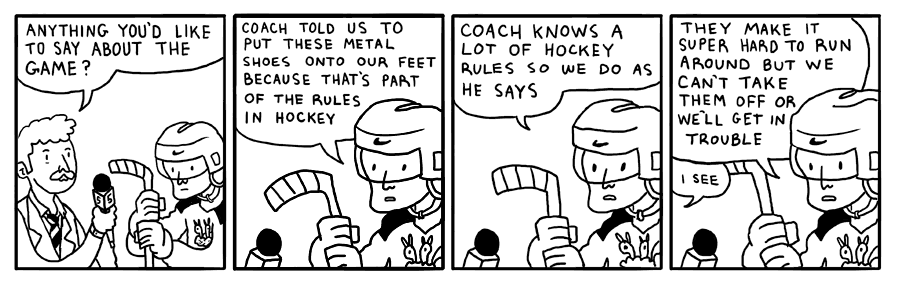 ANYTHING YOU'D LIKE
TO SAY ABOUT THE
GAME?
COACH TOLD US TO
PUT THESE METAL
SHOES ONTO OUR FEET
BECAUSE THAT'S PART
OF THE RULES
IN HOCKEY
COACH KNOWS A
LOT OF HOCKEY
RULES SO WE DO AS
HE SAYS
THEY MAKE IT
SUPER HARD TO RUN
AROUND BUT WE
CAN'T TAKE
THEM OFF OR
WE'LL GET IN
TROUBLE
I SEE